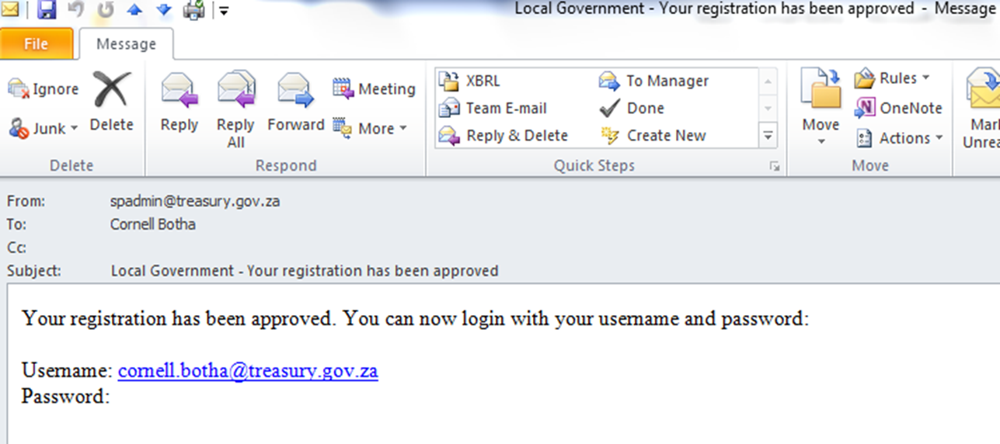 Local Government - Your registration has been approved - Message
File Message
Ignore
Junk
Delete
Reply
Reply All
Forward
Meeting
More
XBRL
Team E-mail
Reply & Delete
To Manager
Done
Create New
Move
Rules
OneNote
Actions
Delete Respond Quick Steps Move
From: spadmin@treasury.gov.za
To: Cornell Botha
Cc:
Subject: Local Government - Your registration has been approved
Your registration has been approved. You can now login with your username and password:
Username: cornell.botha@treasury.gov.za
Password: